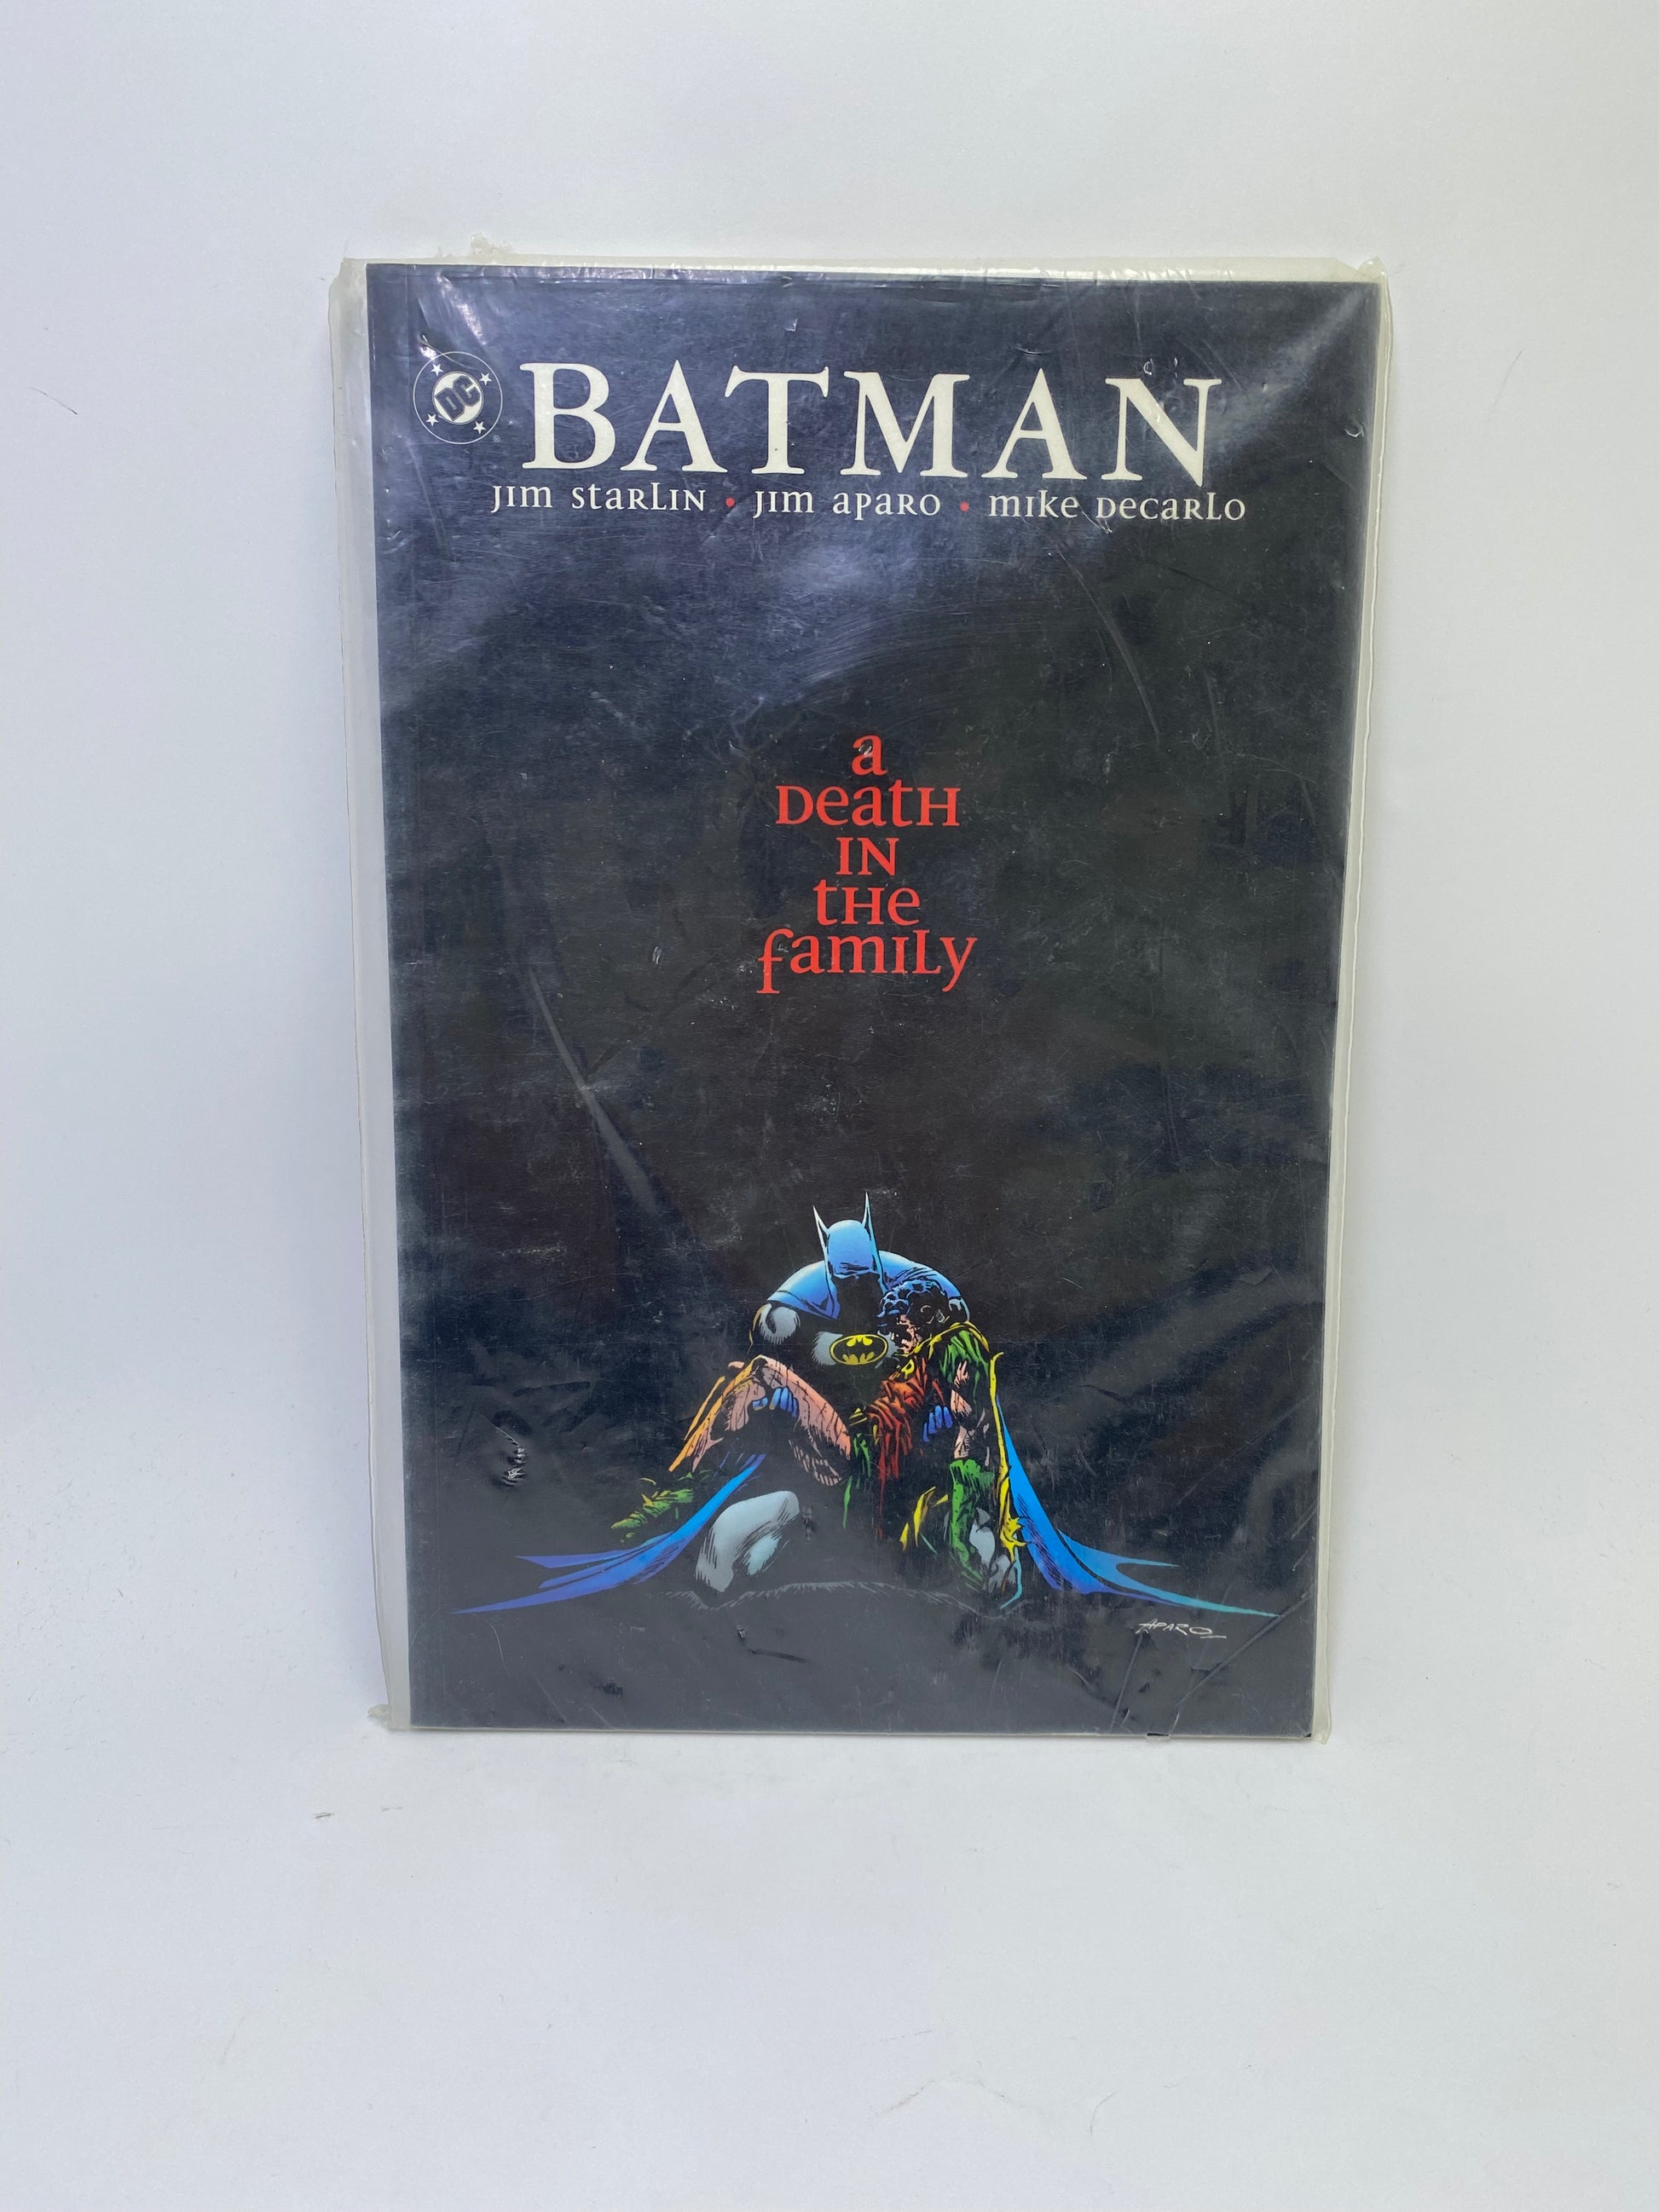 DC
BATMAN
JIM STARLIN • JIM APARO • MIKE DECARLO
a
Death
IN
the
family
APARO